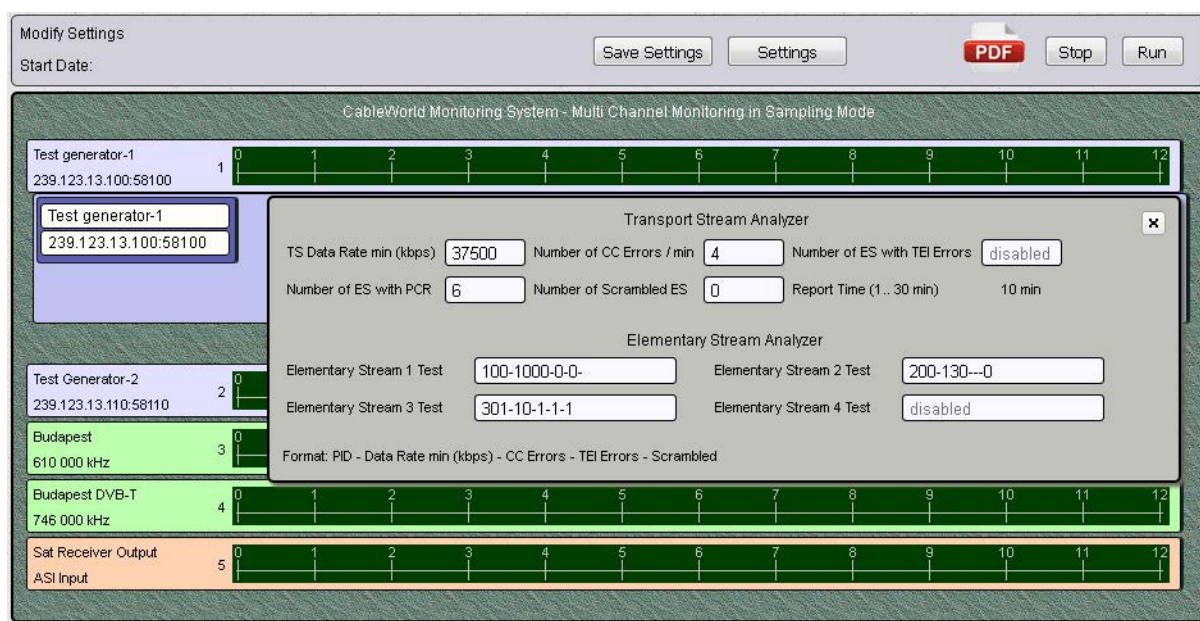 Modify Settings
Start Date:
Save Settings
Settings
PDF
Stop
Run
CableWorld Monitoring System - Multi Channel Monitoring in Sampling Mode
Test generator-1
239.123.13.100:58100
1
0 1 2 3 4 5 6 7 8 9 10 11 12
Test generator-1
239.123.13.100:58100
Transport Stream Analyzer
x
TS Data Rate min (kbps) 37500 Number of CC Errors / min 4 Number of ES with TEI Errors disabled
Number of ES with PCR 6 Number of Scrambled ES 0 Report Time (1.. 30 min) 10 min
Elementary Stream Analyzer
Elementary Stream 1 Test 100-1000-0-0- Elementary Stream 2 Test 200-130---0
Elementary Stream 3 Test 301-10-1-1-1 Elementary Stream 4 Test disabled
Format: PID - Data Rate min (kbps) - CC Errors - TEI Errors - Scrambled
Test Generator-2
239.123.13.110:58110
2
0
Budapest
610 000 kHz
3
0
Budapest DVB-T
746 000 kHz
4
0 1 2 3 4 5 6 7 8 9 10 11 12
Sat Receiver Output
ASI Input
5
0 1 2 3 4 5 6 7 8 9 10 11 12